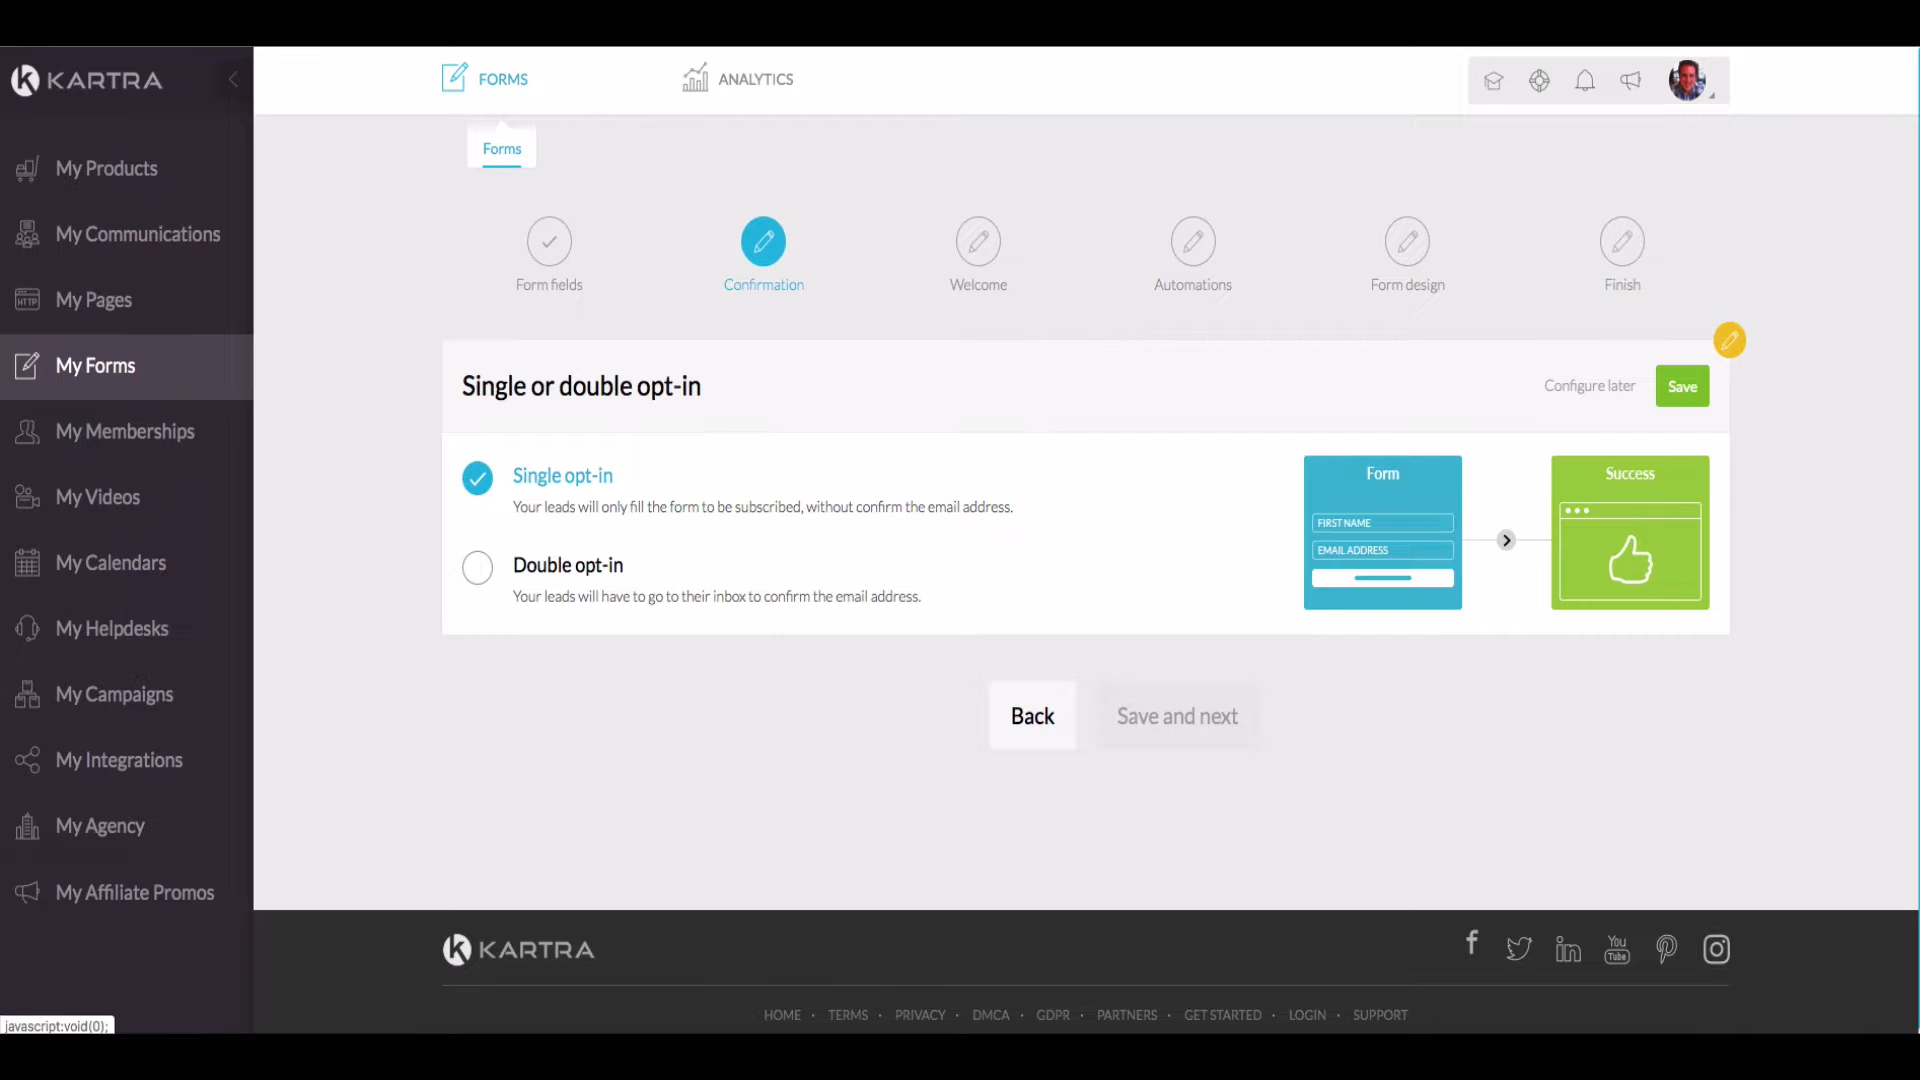 KARTRA
FORMS
ANALYTICS
Forms
My Products
My Communications
My Pages
My Forms
My Memberships
My Videos
My Calendars
My Helpdesks
My Campaigns
My Integrations
My Agency
My Affiliate Promos
Form fields
Confirmation
Welcome
Automations
Form design
Finish
Single or double opt-in
Configure later
Save
Single opt-in
Your leads will only fill the form to be subscribed, without confirm the email address.
Double opt-in
Your leads will have to go to their inbox to confirm the email address.
Form
FIRST NAME
EMAIL ADDRESS
Success
Back
Save and next
KARTRA
You
Tube
HOME · TERMS · PRIVACY · DMCA · GDPR · PARTNERS · GET STARTED · LOGIN · SUPPORT
javascript:void(0);
HTTP